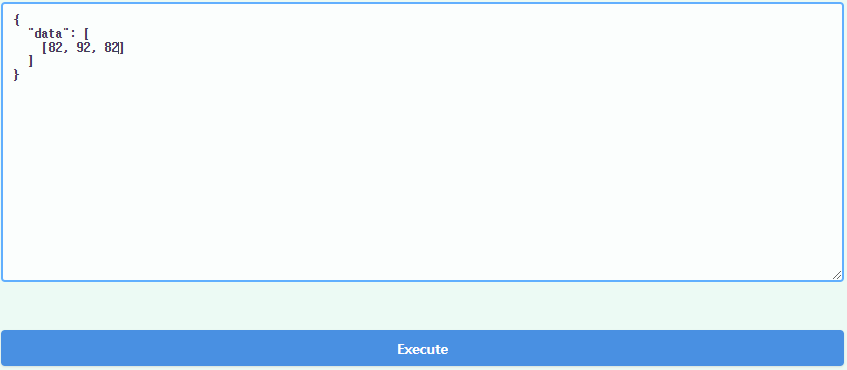 {
  "data": [
    [82, 92, 82]
  ]
}
Execute